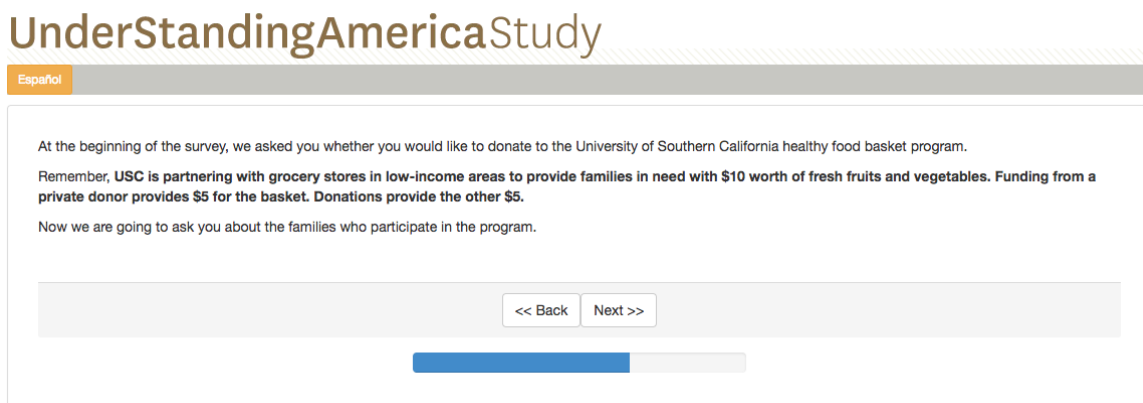 UnderStandingAmericaStudy
Español
At the beginning of the survey, we asked you whether you would like to donate to the University of Southern California healthy food basket program.
Remember, USC is partnering with grocery stores in low-income areas to provide families in need with $10 worth of fresh fruits and vegetables. Funding from a
private donor provides $5 for the basket. Donations provide the other $5.
Now we are going to ask you about the families who participate in the program.
<< Back Next >>